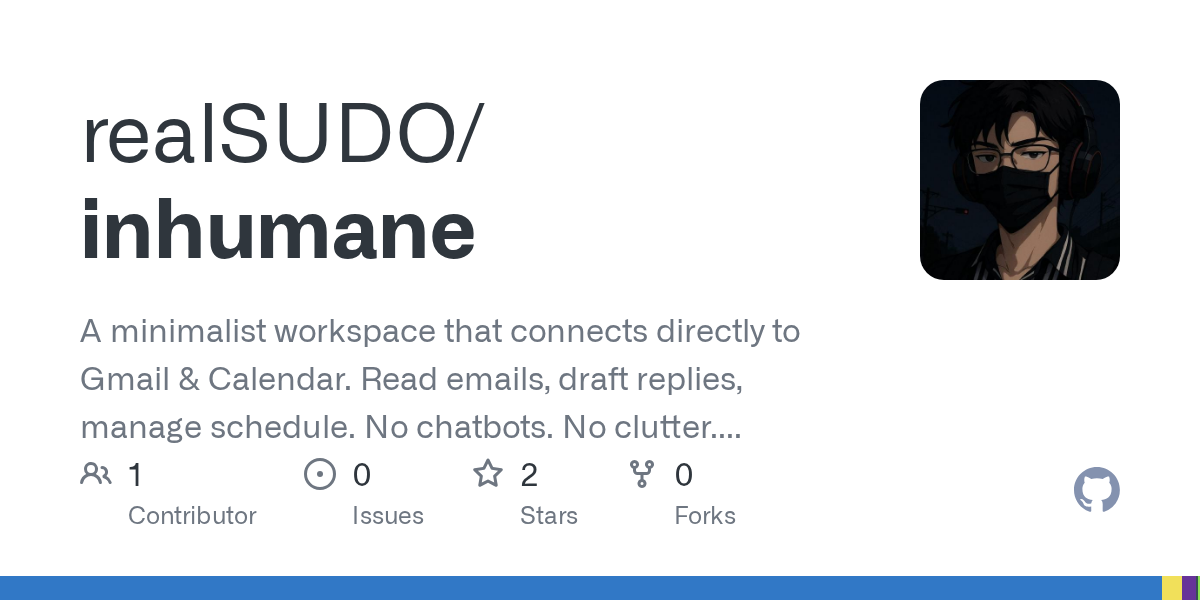 realSUDO/
inhumane
A minimalist workspace that connects directly to
Gmail & Calendar. Read emails, draft replies,
manage schedule. No chatbots. No clutter....
1 0 2 0
Contributor Issues Stars Forks